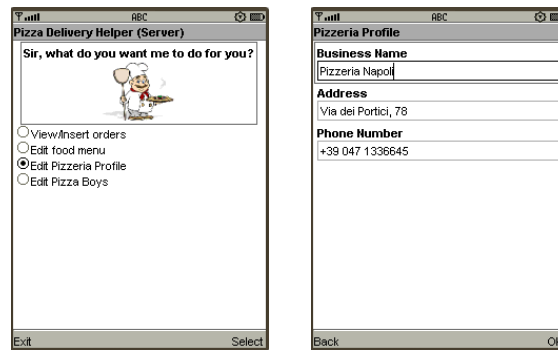 ABC
Pizza Delivery Helper (Server)
Sir, what do you want me to do for you?
View/Insert orders
Edit food menu
Edit Pizzeria Profile
Edit Pizza Boys
Exit
Select
ABC
Pizzeria Profile
Business Name
Pizzeria Napoli
Address
Via dei Portici, 78
Phone Number
+39 047 1336645
Back